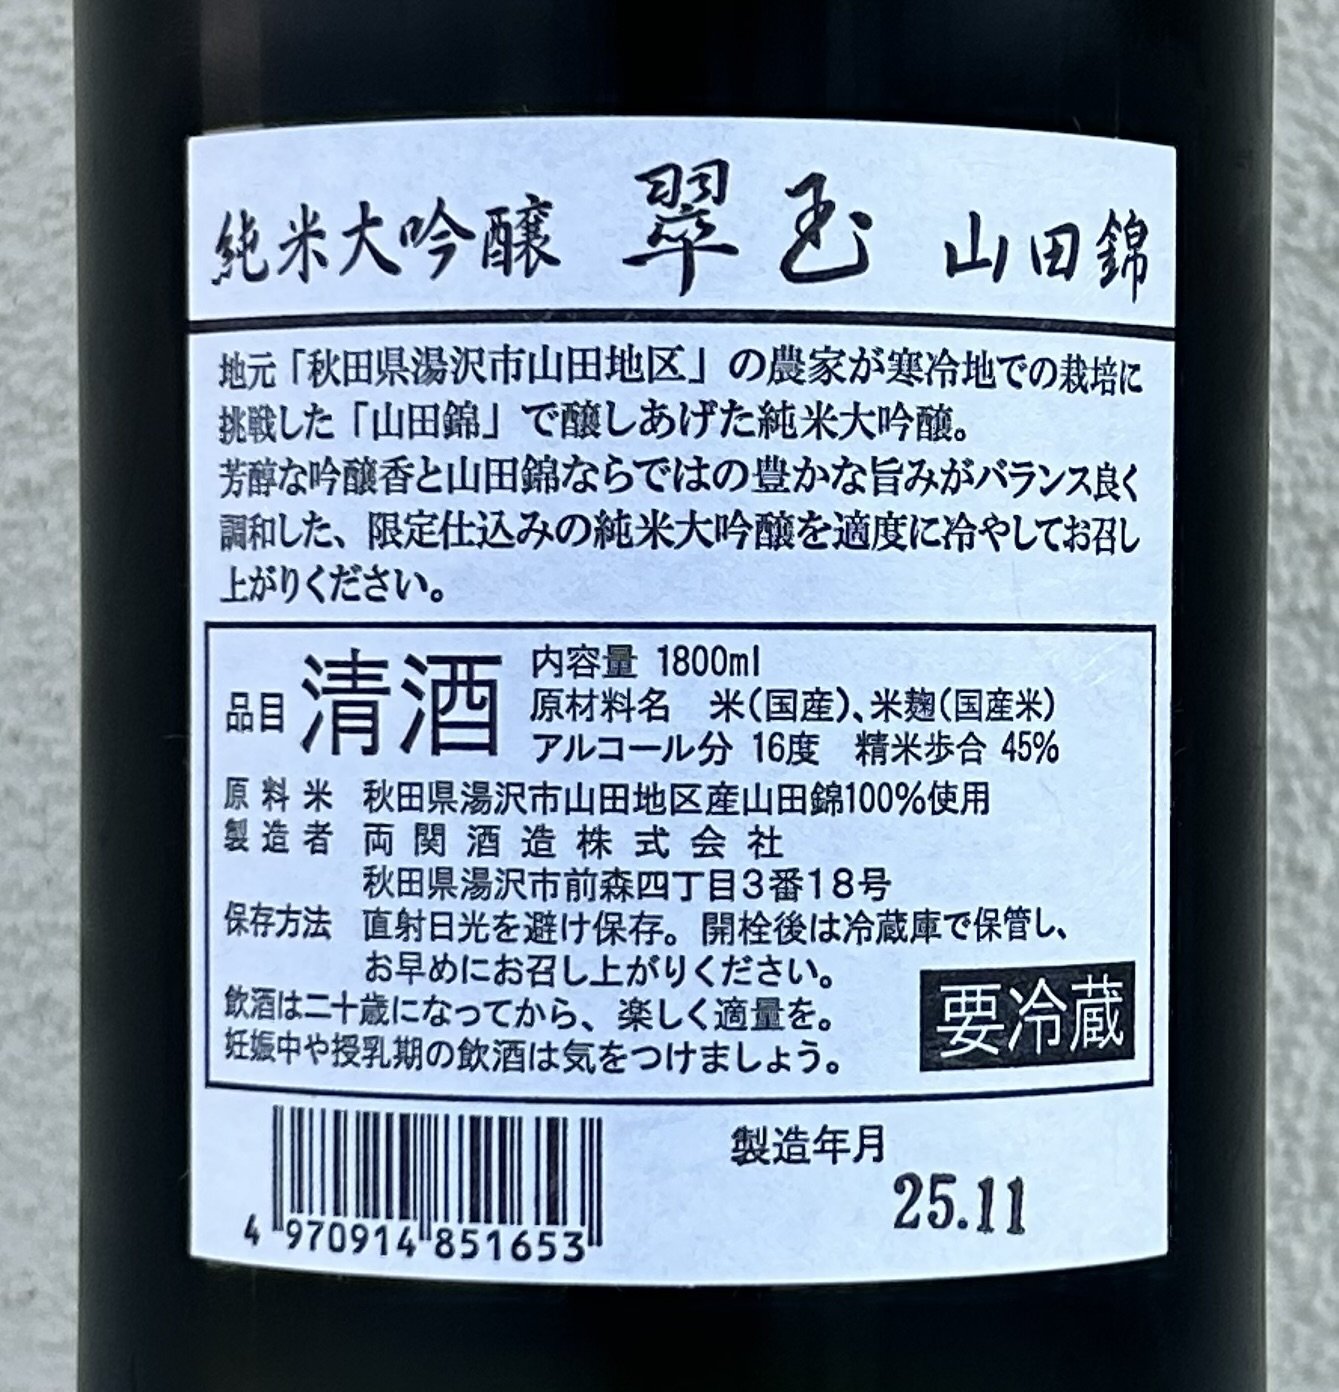 純米大吟醸 翠玉 山田錦
地元「秋田県湯沢市山田地区」の農家が寒冷地での栽培に
挑戦した「山田錦」で醸しあげた純米大吟醸。
芳醇な吟醸香と山田錦ならではの豊かな旨みがバランス良く
調和した、限定仕込みの純米大吟醸を適度に冷やしてお召し
上がりください。
品目 清酒
内容量 1800ml
原材料名 米(国産)、米麹(国産米)
アルコール分 16度 精米歩合 45%
原料米 秋田県湯沢市山田地区産山田錦100%使用
製造者 両関酒造株式会社
秋田県湯沢市前森四丁目3番18号
保存方法 直射日光を避け保存。開栓後は冷蔵庫で保管し、
お早めにお召し上がりください。
飲酒は二十歳になってから、楽しく適量を。
妊娠中や授乳期の飲酒は気をつけましょう。
要冷蔵
製造年月
25.11
4 970914 851653